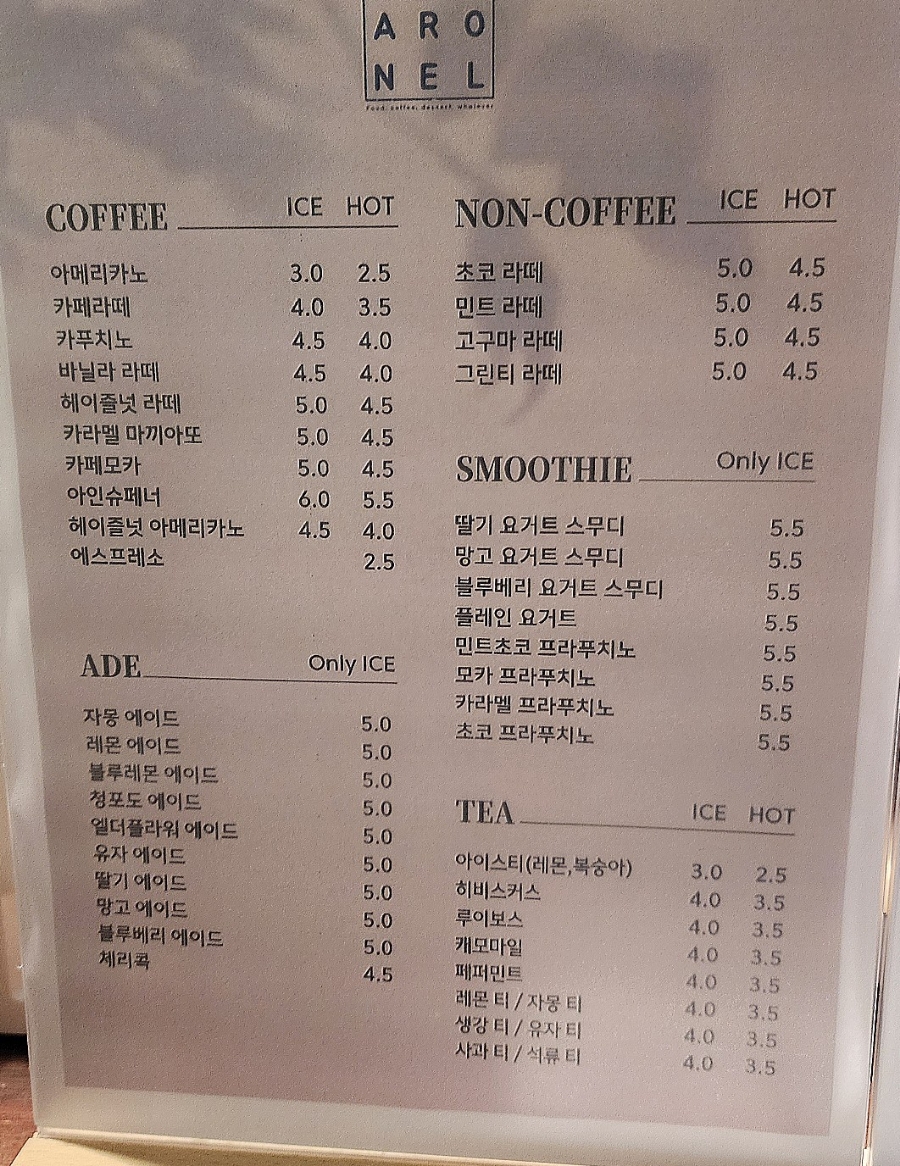 ARO
NEL
Food, coffee, dessert, whatever
COFFEE ICE HOT
아메리카노 3.0 2.5
카페라떼 4.0 3.5
카푸치노 4.5 4.0
바닐라 라떼 4.5 4.0
헤이즐넛 라떼 5.0 4.5
카라멜 마끼아또 5.0 4.5
카페모카 5.0 4.5
아인슈페너 6.0 5.5
헤이즐넛 아메리카노 4.5 4.0
에스프레소 2.5
ADE Only ICE
자몽 에이드 5.0
레몬 에이드 5.0
블루레몬 에이드 5.0
청포도 에이드 5.0
엘더플라워 에이드 5.0
유자 에이드 5.0
딸기 에이드 5.0
망고 에이드 5.0
블루베리 에이드 5.0
체리콕 4.5
NON-COFFEE ICE HOT
초코 라떼 5.0 4.5
민트 라떼 5.0 4.5
고구마 라떼 5.0 4.5
그린티 라떼 5.0 4.5
SMOOTHIE Only ICE
딸기 요거트 스무디 5.5
망고 요거트 스무디 5.5
블루베리 요거트 스무디 5.5
플레인 요거트 5.5
민트초코 프라푸치노 5.5
모카 프라푸치노 5.5
카라멜 프라푸치노 5.5
초코 프라푸치노 5.5
TEA ICE HOT
아이스티(레몬,복숭아) 3.0 2.5
히비스커스 4.0 3.5
루이보스 4.0 3.5
캐모마일 4.0 3.5
페퍼민트 4.0 3.5
레몬 티 / 자몽 티 4.0 3.5
생강 티 / 유자 티 4.0 3.5
사과 티 / 석류 티 4.0 3.5